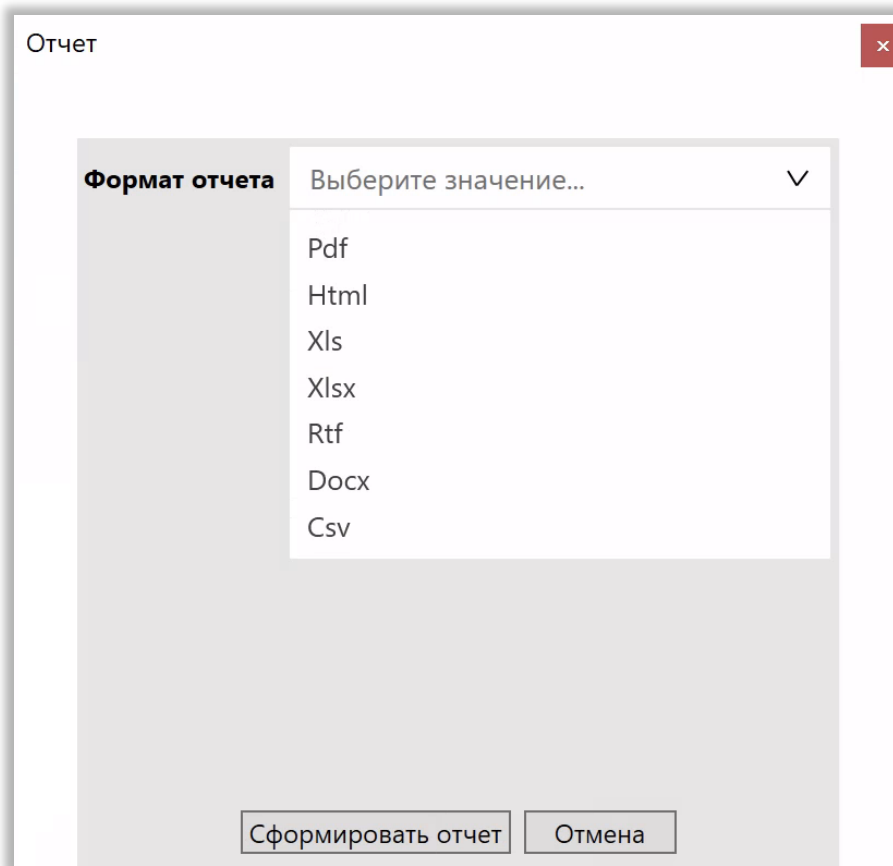 Отчет
x
Формат отчета Выберите значение...
Pdf
Html
Xls
Xlsx
Rtf
Docx
Csv
Сформировать отчет Отмена